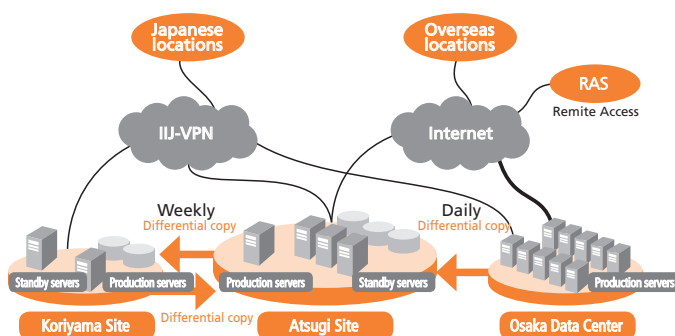 Japanese
locations
Overseas
locations
RAS
Remite Access
IIJ-VPN
Internet
Weekly
Differential copy
Daily
Differential copy
Standby servers
Production servers
Production servers
Standby servers
Production servers
Differential copy
Koriyama Site
Atsugi Site
Osaka Data Center